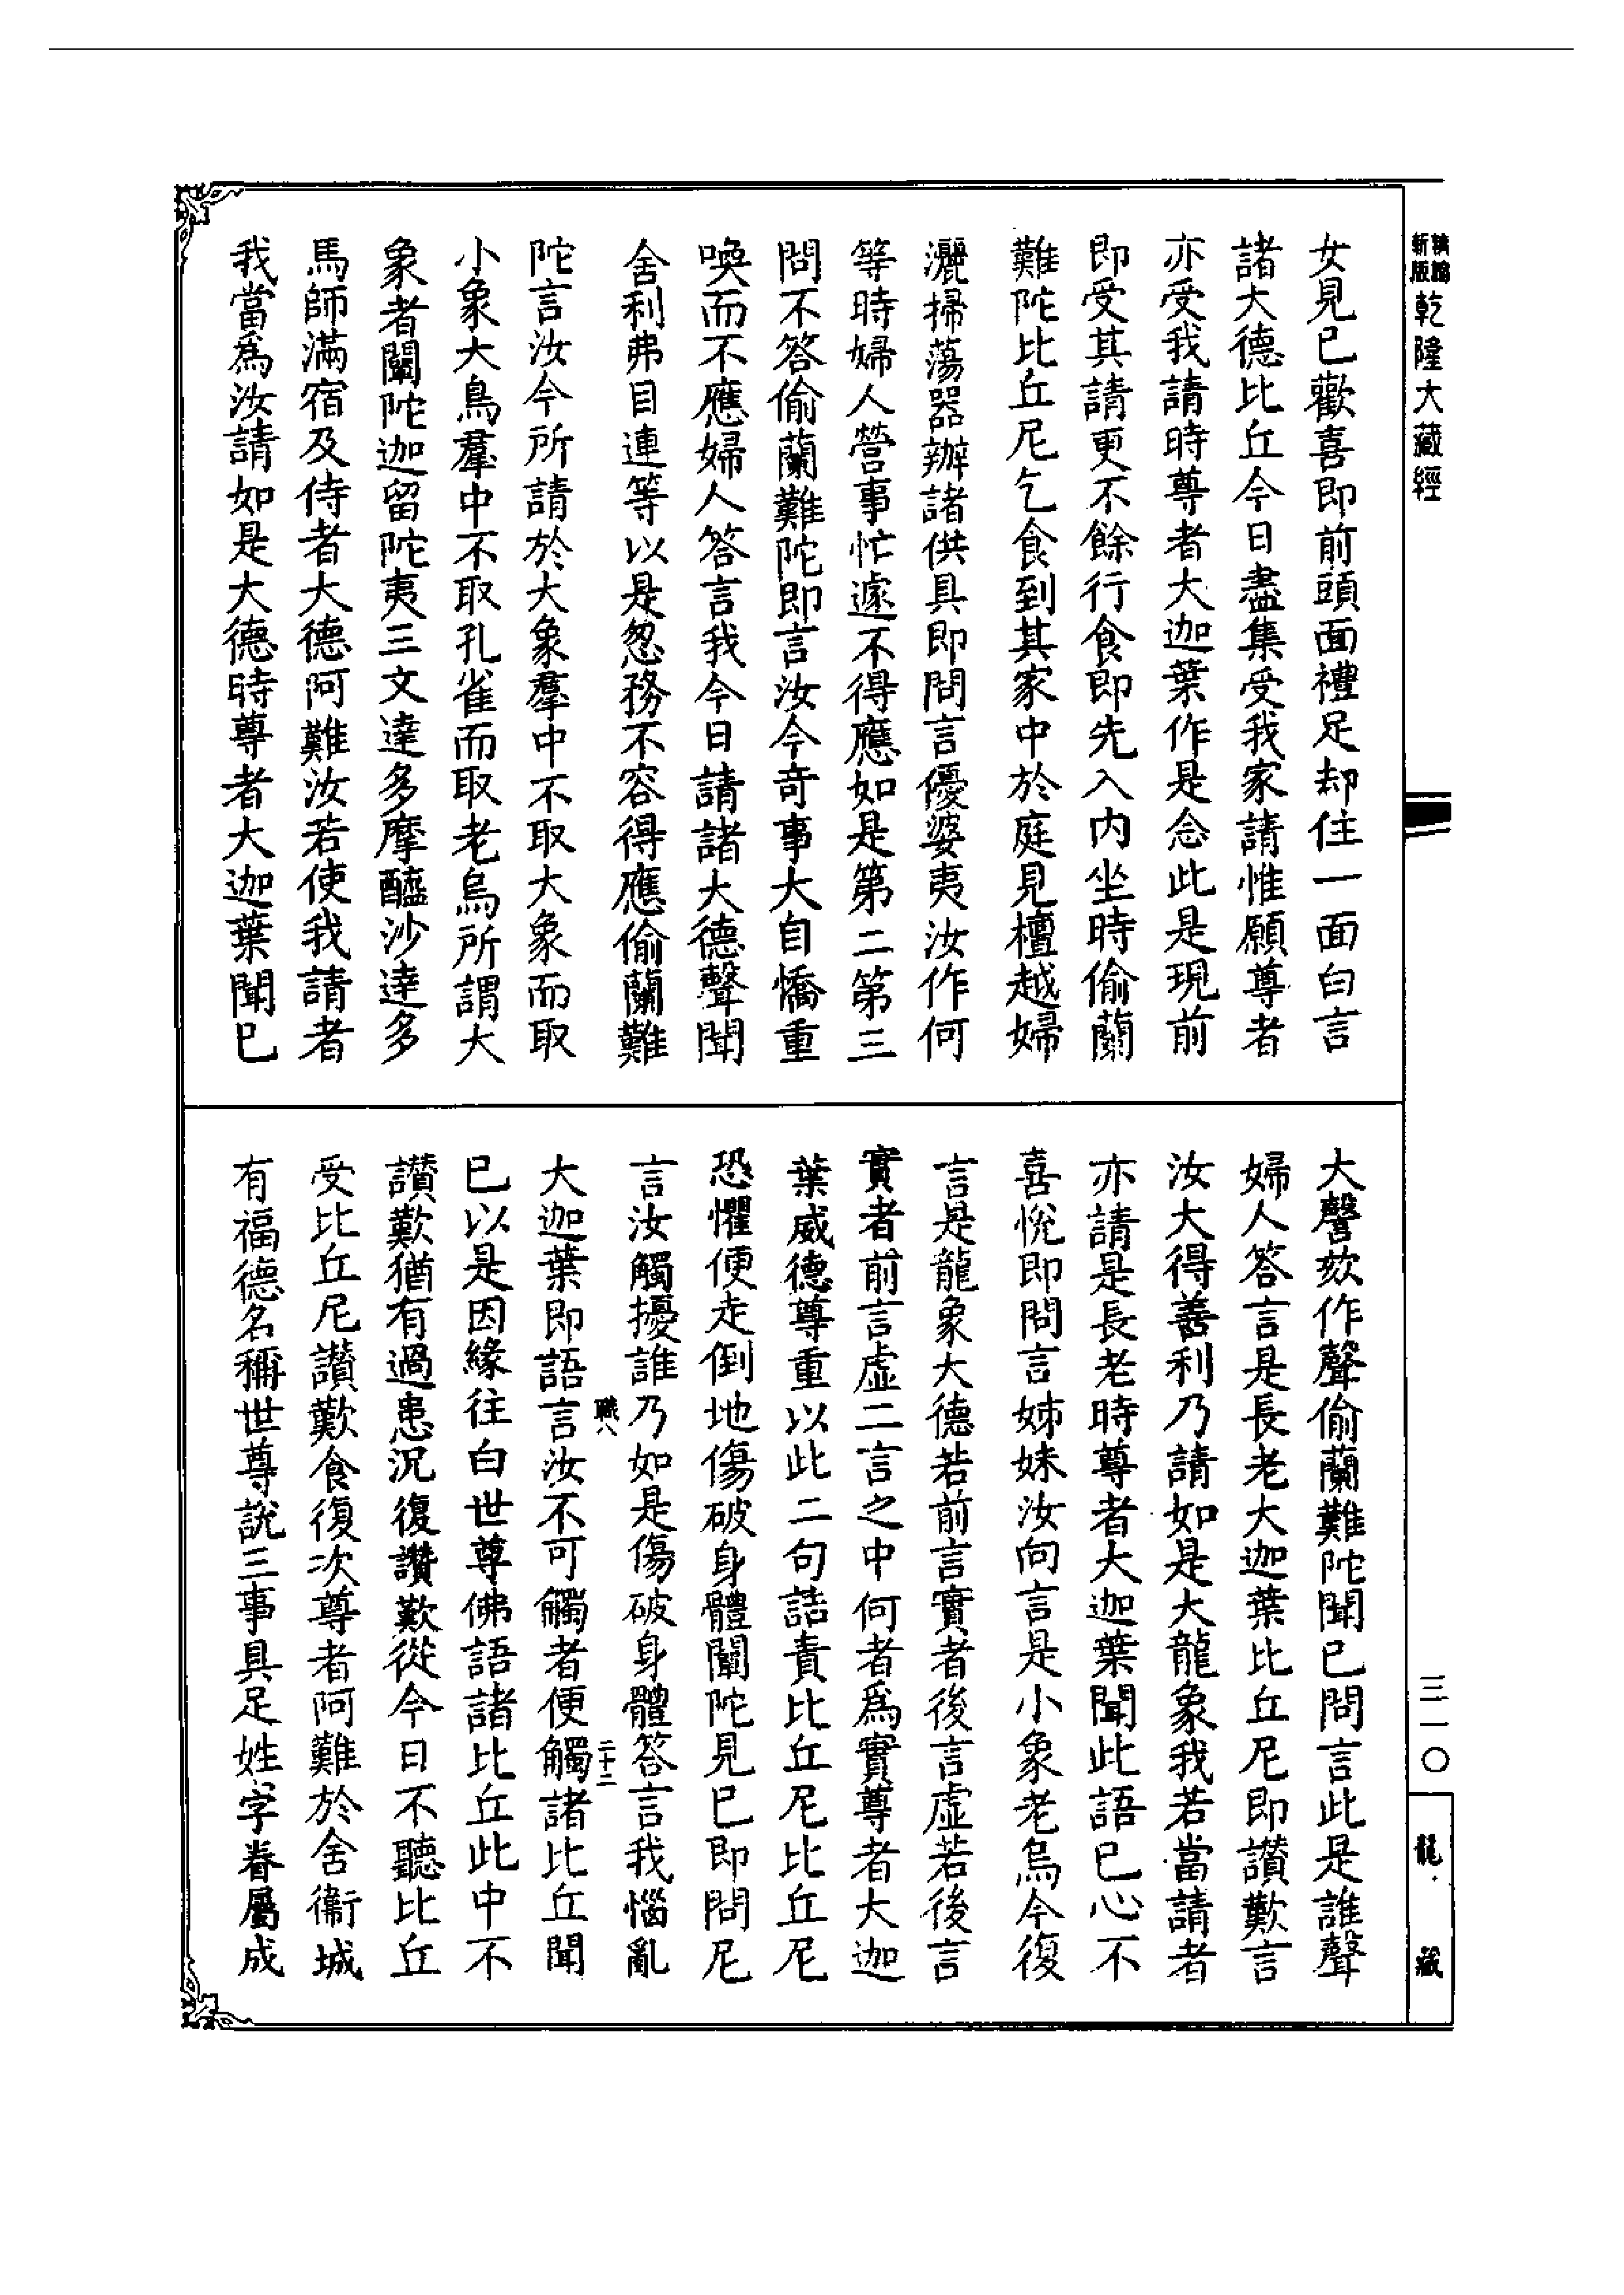 新版
精縮
乾隆大藏經
女見已歡喜即前頭面禮足却住一面白言
諸大德比丘今日盡集受我家請惟願尊者
亦受我請時尊者大迦葉作是念此是現前
即受其請更不餘行食即先入內坐時偷蘭
難陀比丘尼乞食到其家中於庭見檀越婦
灑掃蕩器辦諸供具即問言優婆夷汝作何
等時婦人營事忙遽不得應如是第二第三
問不答偷蘭難陀即言汝今奇事大自憍重
喚而不應婦人答言我今日請諸大德聲聞
舍利弗目連等以是怱務不容得應偷蘭難
陀言汝今所請於大象羣中不取大象而取
小象大鳥羣中不取孔雀而取老烏所謂大
象者闡陀迦留陀夷三文達多摩醯沙達多
馬師滿宿及侍者大德阿難汝若使我請者
我當為汝請如是大德時尊者大迦葉聞已
大謦欬作聲偷蘭難陀聞已問言此是誰聲
婦人答言是長老大迦葉比丘尼即讃歎言
汝大得善利乃請如是大龍象我若當請者
亦請是長老時尊者大迦葉聞此語已心不
喜悅即問言姊妹汝向言是小象老烏今復
言是龍象大德若前言實者後言虛若後言
實者前言虛二言之中何者為實尊者大迦
葉威德尊重以此二句詰責比丘尼比丘尼
恐懼便走倒地傷破身體闡陀見已即問尼
言汝觸擾誰乃如是傷破身體答言我惱亂
職八
二十二
大迦葉即語言汝不可觸者便觸諸比丘聞
已以是因緣往白世尊佛語諸比丘此中不
讃歎猶有過患況復讃歎從今日不聽比丘
受比丘尼讃歎食復次尊者阿難於舍衛城
有福德名稱世尊說三事具足姓字眷屬成
三一〇
龍藏